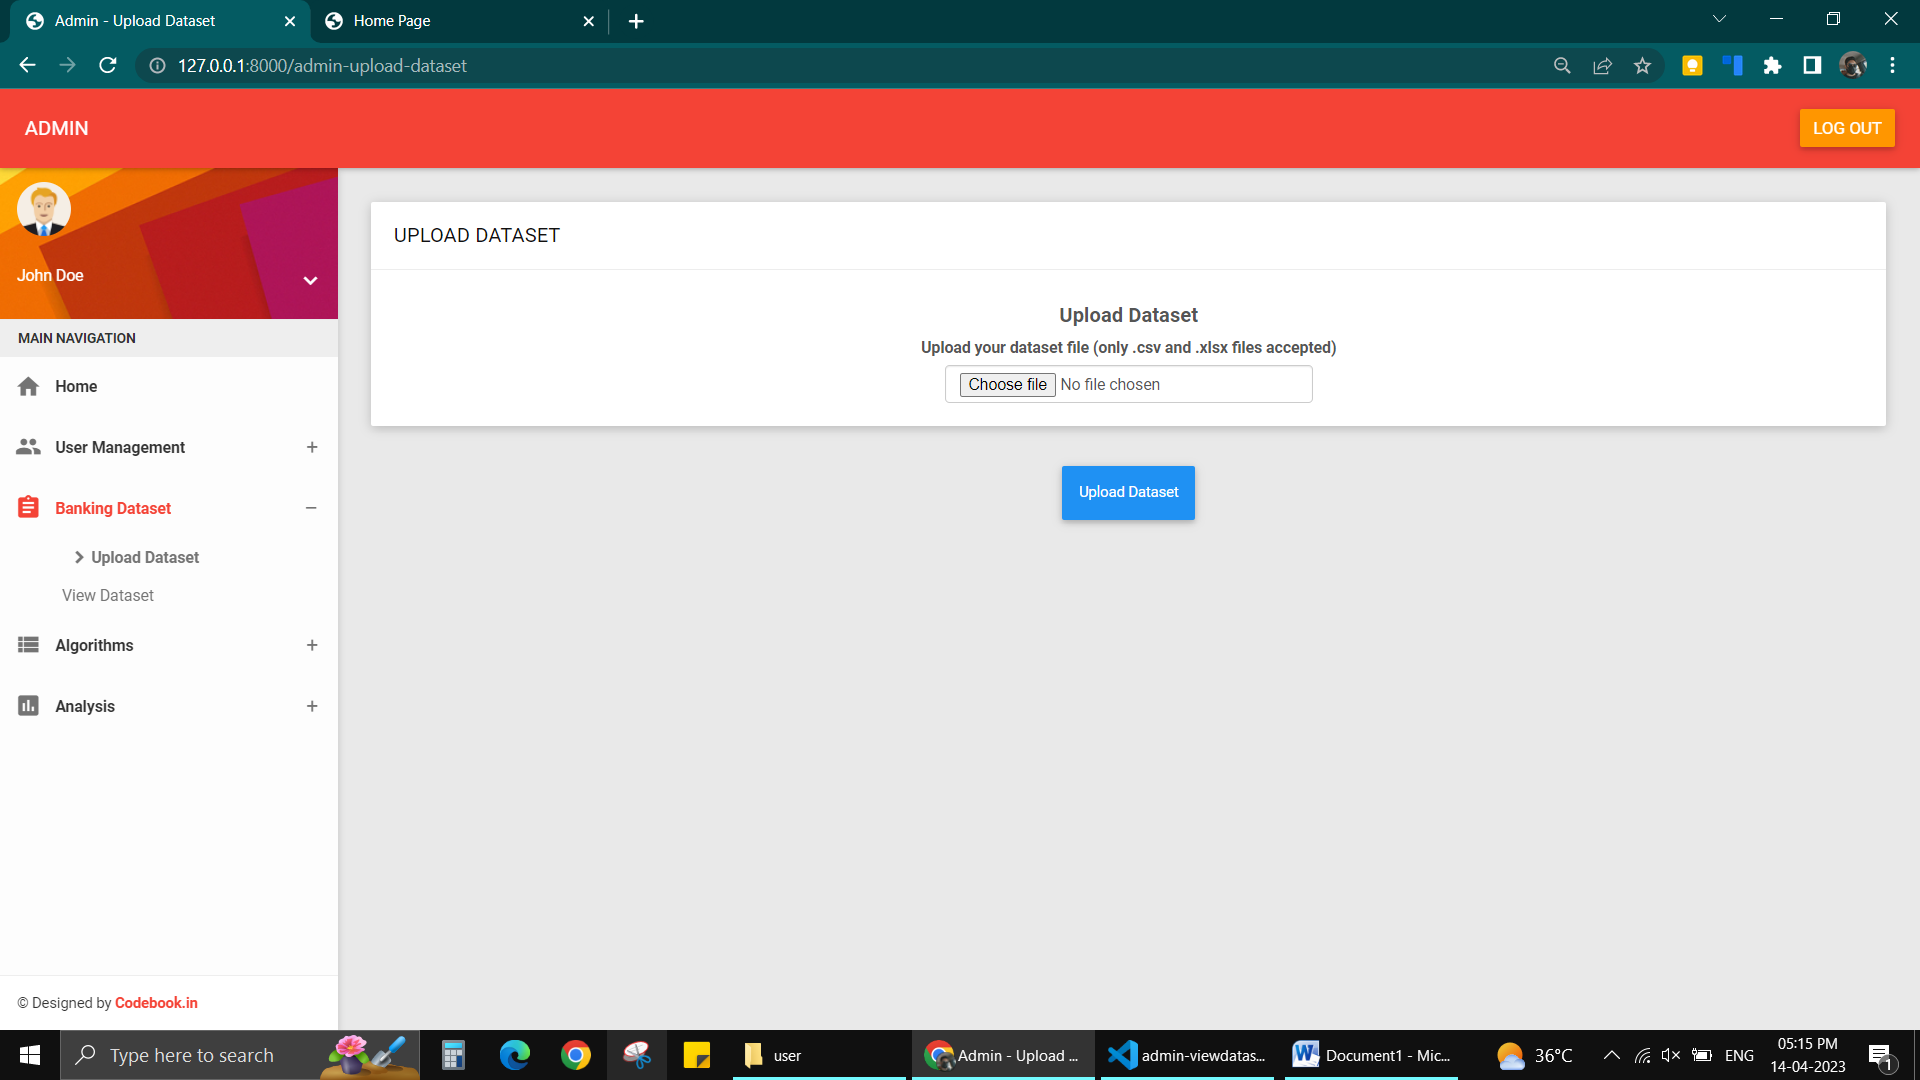 Admin - Upload Dataset
Home Page
127.0.0.1:8000/admin-upload-dataset
ADMIN
LOG OUT
John Doe
MAIN NAVIGATION
Home
User Management
Banking Dataset
Upload Dataset
View Dataset
Algorithms
Analysis
© Designed by Codebook.in
UPLOAD DATASET
Upload Dataset
Upload your dataset file (only .csv and .xlsx files accepted)
Choose file No file chosen
Upload Dataset
Type here to search
user
Admin - Upload ...
admin-viewdatas...
Document1 - Mic...
36°C
ENG
05:15 PM
14-04-2023
1